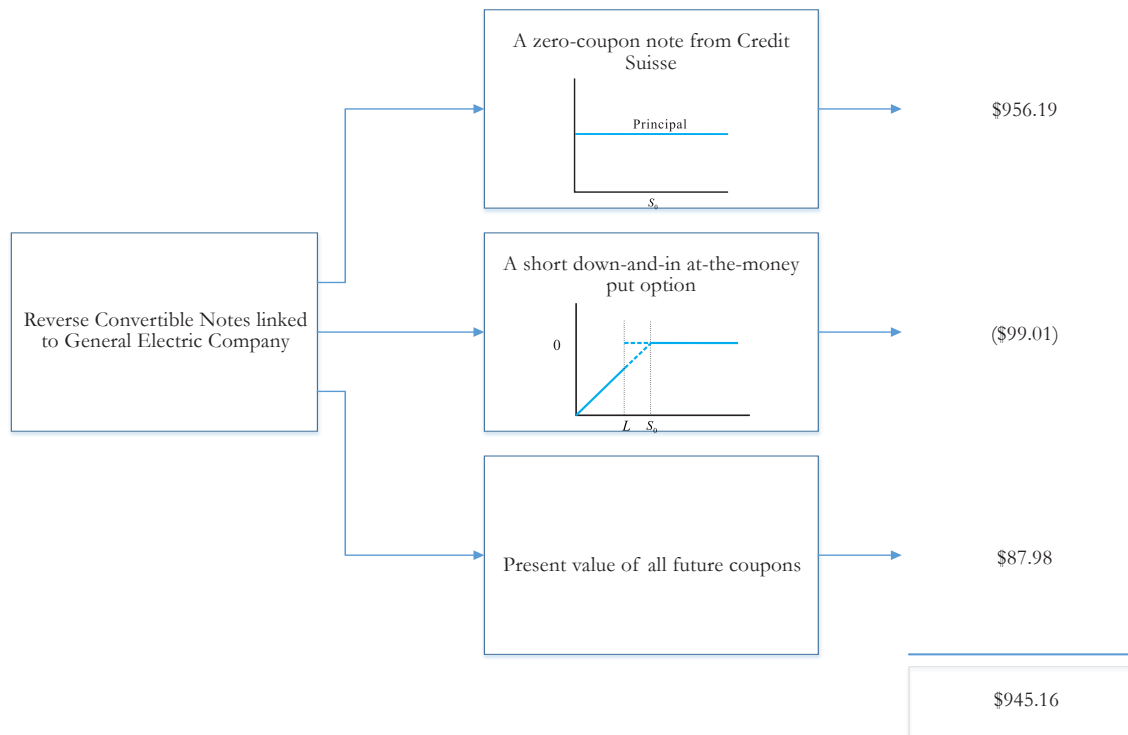 A zero-coupon note from Credit
Suisse
Principal
S₀
$956.19
Reverse Convertible Notes linked
to General Electric Company
A short down-and-in at-the-money
put option
0
L
S₀
($99.01)
Present value of all future coupons
$87.98
$945.16